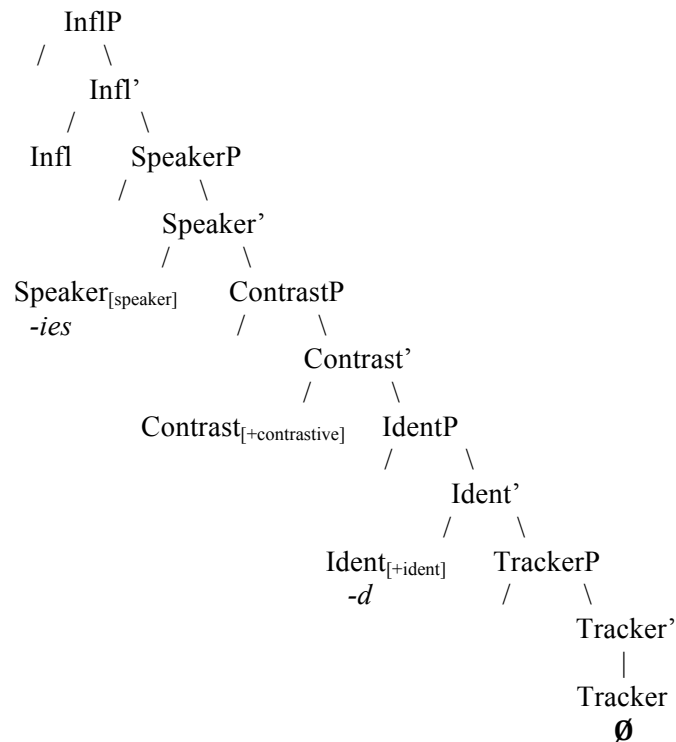 InflP
Infl’
Infl SpeakerP
Speaker’
Speaker[speaker] ContrastP
-ies
Contrast’
Contrast[+contrastive] IdentP
Ident’
Ident[+ident] TrackerP
-d
Tracker’
Tracker
Ø